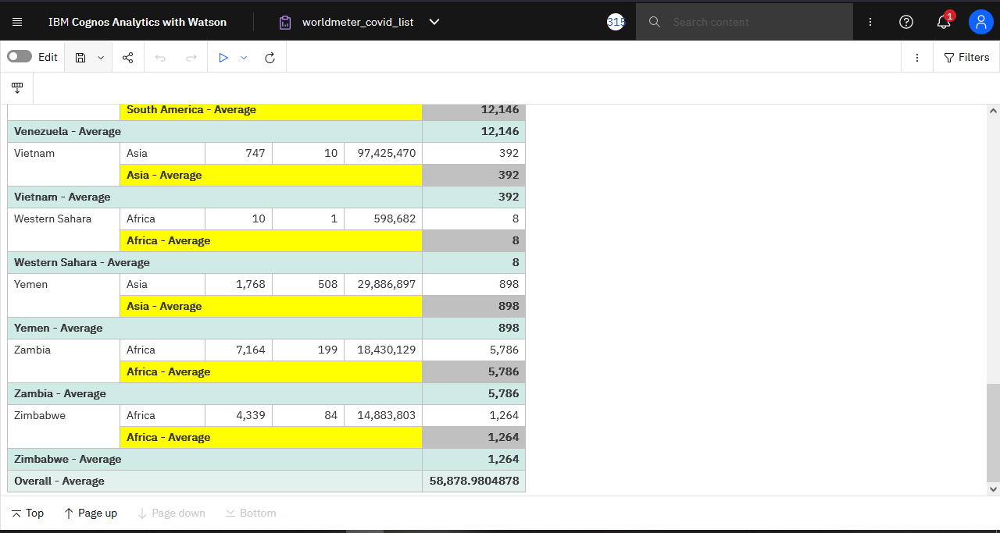 IBM Cognos Analytics with Watson worldmeter_covid_list 315 Search content 1
Edit Filters
South America - Average 12,146
Venezuela - Average 12,146
Vietnam Asia 747 10 97,425,470 392
Asia - Average 392
Vietnam - Average 392
Western Sahara Africa 10 1 598,682 8
Africa - Average 8
Western Sahara - Average 8
Yemen Asia 1,768 508 29,886,897 898
Asia - Average 898
Yemen - Average 898
Zambia Africa 7,164 199 18,430,129 5,786
Africa - Average 5,786
Zambia - Average 5,786
Zimbabwe Africa 4,339 84 14,883,803 1,264
Africa - Average 1,264
Zimbabwe - Average 1,264
Overall - Average 58,878.9804878
Top Page up Page down Bottom